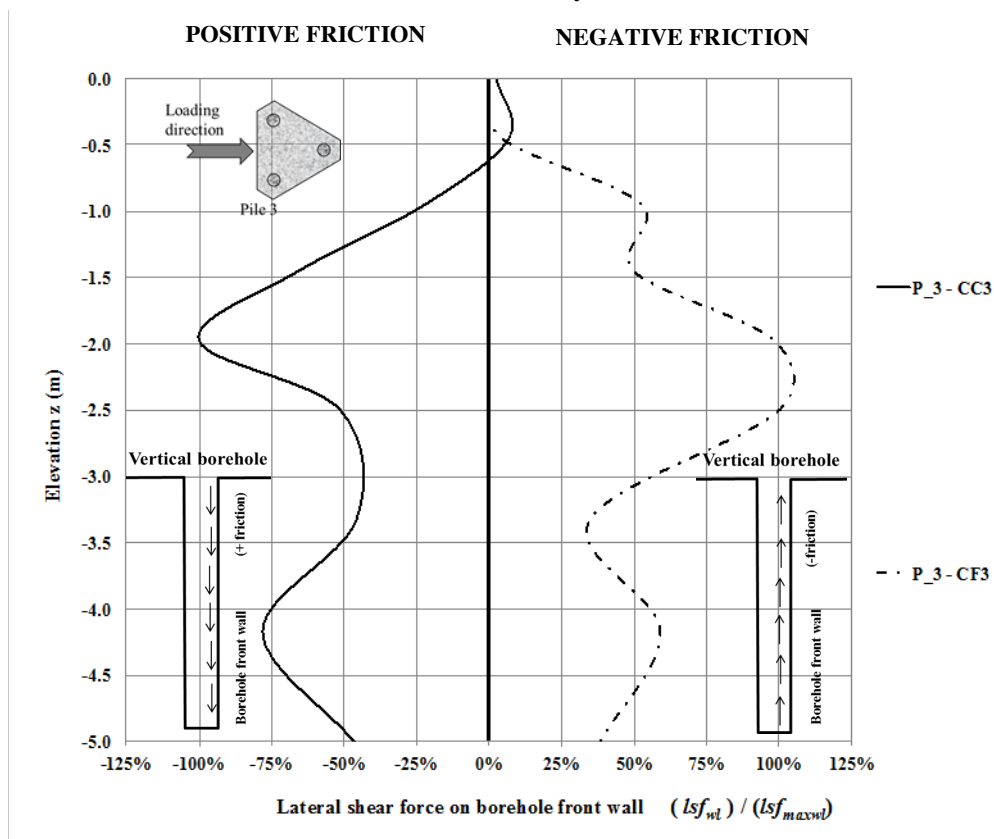 POSITIVE FRICTION
NEGATIVE FRICTION
0.0
-0.5
-1.0
-1.5
-2.0
-2.5
-3.0
-3.5
-4.0
-4.5
-5.0
Elevation z (m)
Loading
direction
Pile 3
Vertical borehole
(+ friction)
Borehole front wall
Vertical borehole
(-friction)
Borehole front wall
P_3 - CC3
P_3 - CF3
-125% -100% -75% -50% -25% 0% 25% 50% 75% 100% 125%
Lateral shear force on borehole front wall ( lsf_wl ) / (lsf_maxwl)